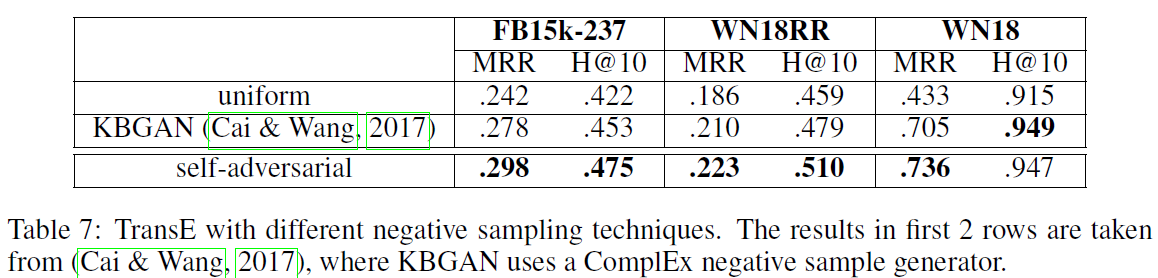 FB15k-237 WN18RR WN18
MRR H@10 MRR H@10 MRR H@10
uniform .242 .422 .186 .459 .433 .915
KBGAN (Cai & Wang, 2017) .278 .453 .210 .479 .705 .949
self-adversarial .298 .475 .223 .510 .736 .947
Table 7: TransE with different negative sampling techniques. The results in first 2 rows are taken
from (Cai & Wang, 2017), where KBGAN uses a ComplEx negative sample generator.